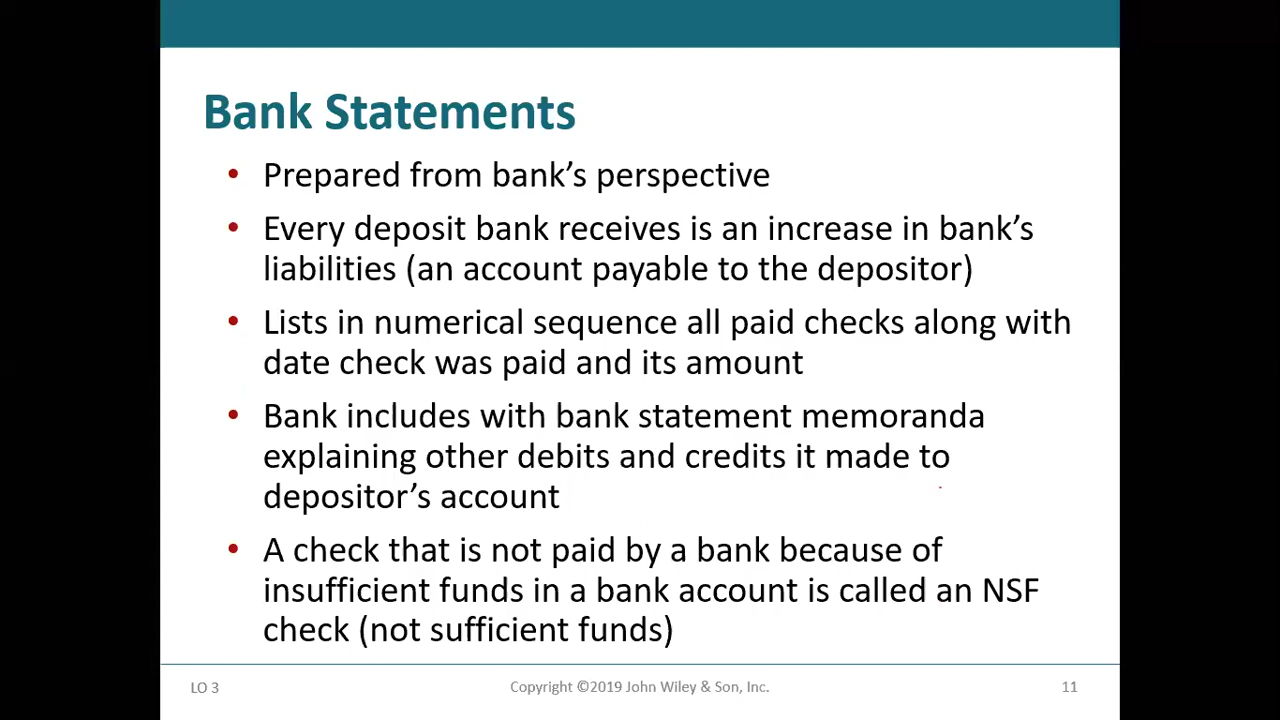 Bank Statements
• Prepared from bank's perspective
• Every deposit bank receives is an increase in bank's
liabilities (an account payable to the depositor)
• Lists in numerical sequence all paid checks along with
date check was paid and its amount
• Bank includes with bank statement memoranda
explaining other debits and credits it made to
depositor's account
• A check that is not paid by a bank because of
insufficient funds in a bank account is called an NSF
check (not sufficient funds)
LO 3
Copyright ©2019 John Wiley & Son, Inc.
11